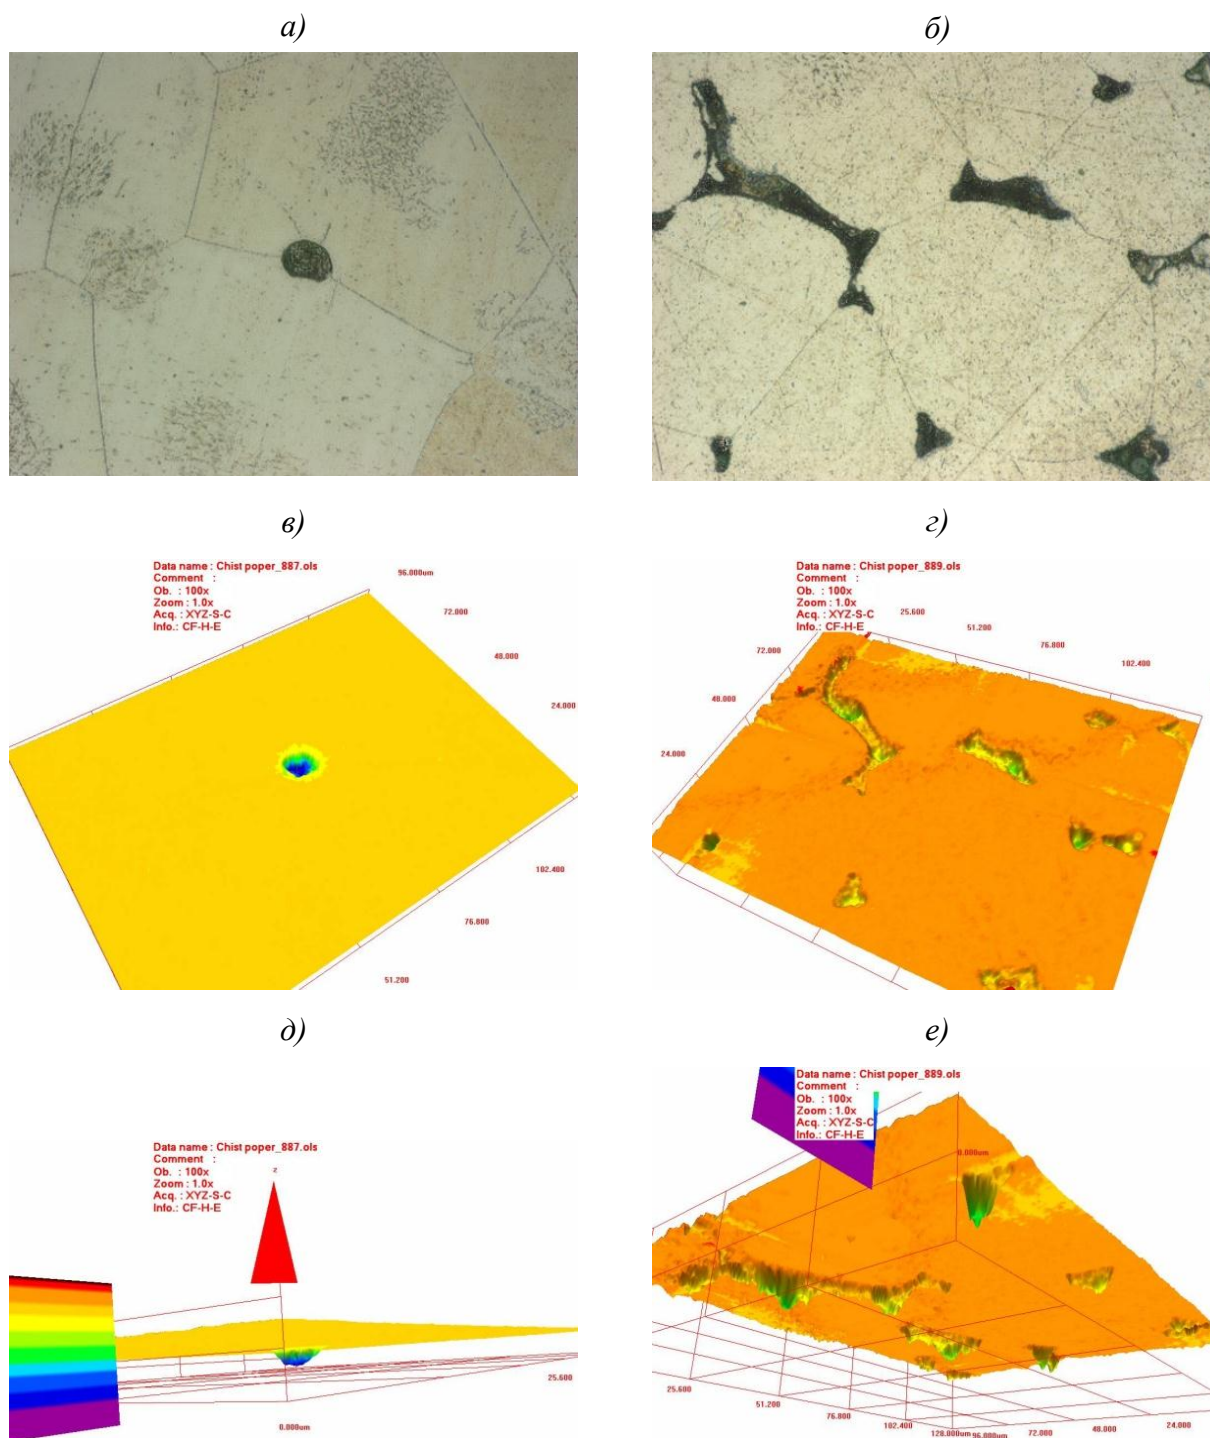 а)
б)
в)
г)
Data name : Chist poper_887.ols
Comment :
Ob. : 100x
Zoom : 1.0x
Acq. : XYZ-S-C
Info.: CF-H-E
96.000um
72.000
48.000
24.000
102.400
76.800
51.200
Data name : Chist poper_889.ols
Comment :
Ob. : 100x
Zoom : 1.0x
Acq. : XYZ-S-C
Info.: CF-H-E
25.600
51.200
76.800
102.400
72.000
48.000
24.000
д)
е)
Data name : Chist poper_887.ols
Comment :
Ob. : 100x
Zoom : 1.0x
Acq. : XYZ-S-C
Info.: CF-H-E
z
25.600
0.000um
Data name : Chist poper_889.ols
Comment :
Ob. : 100x
Zoom : 1.0x
Acq. : XYZ-S-C
Info.: CF-H-E
0.000um
25.600
51.200
76.800
102.400
128.000um
96.000um
72.000
48.000
24.000